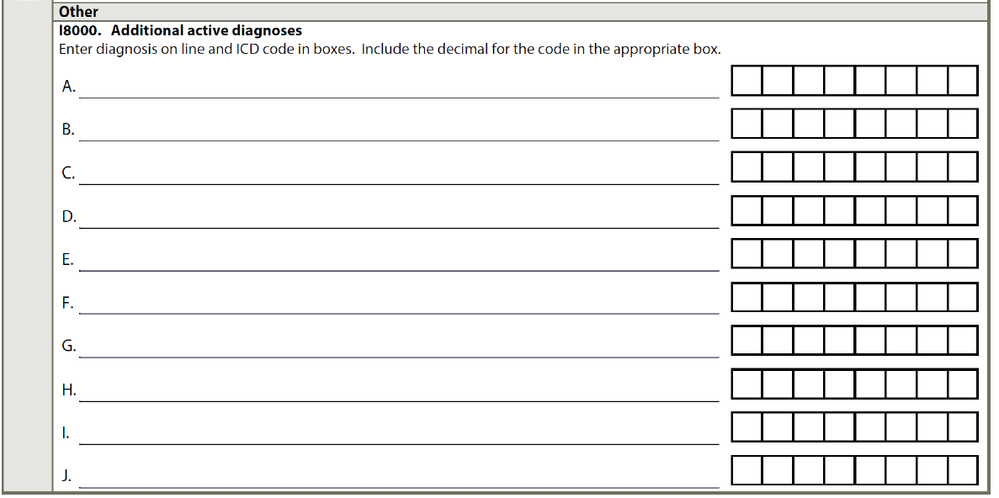 Other
I8000. Additional active diagnoses
Enter diagnosis on line and ICD code in boxes. Include the decimal for the code in the appropriate box.
A.
B.
C.
D.
E.
F.
G.
H.
I.
J.